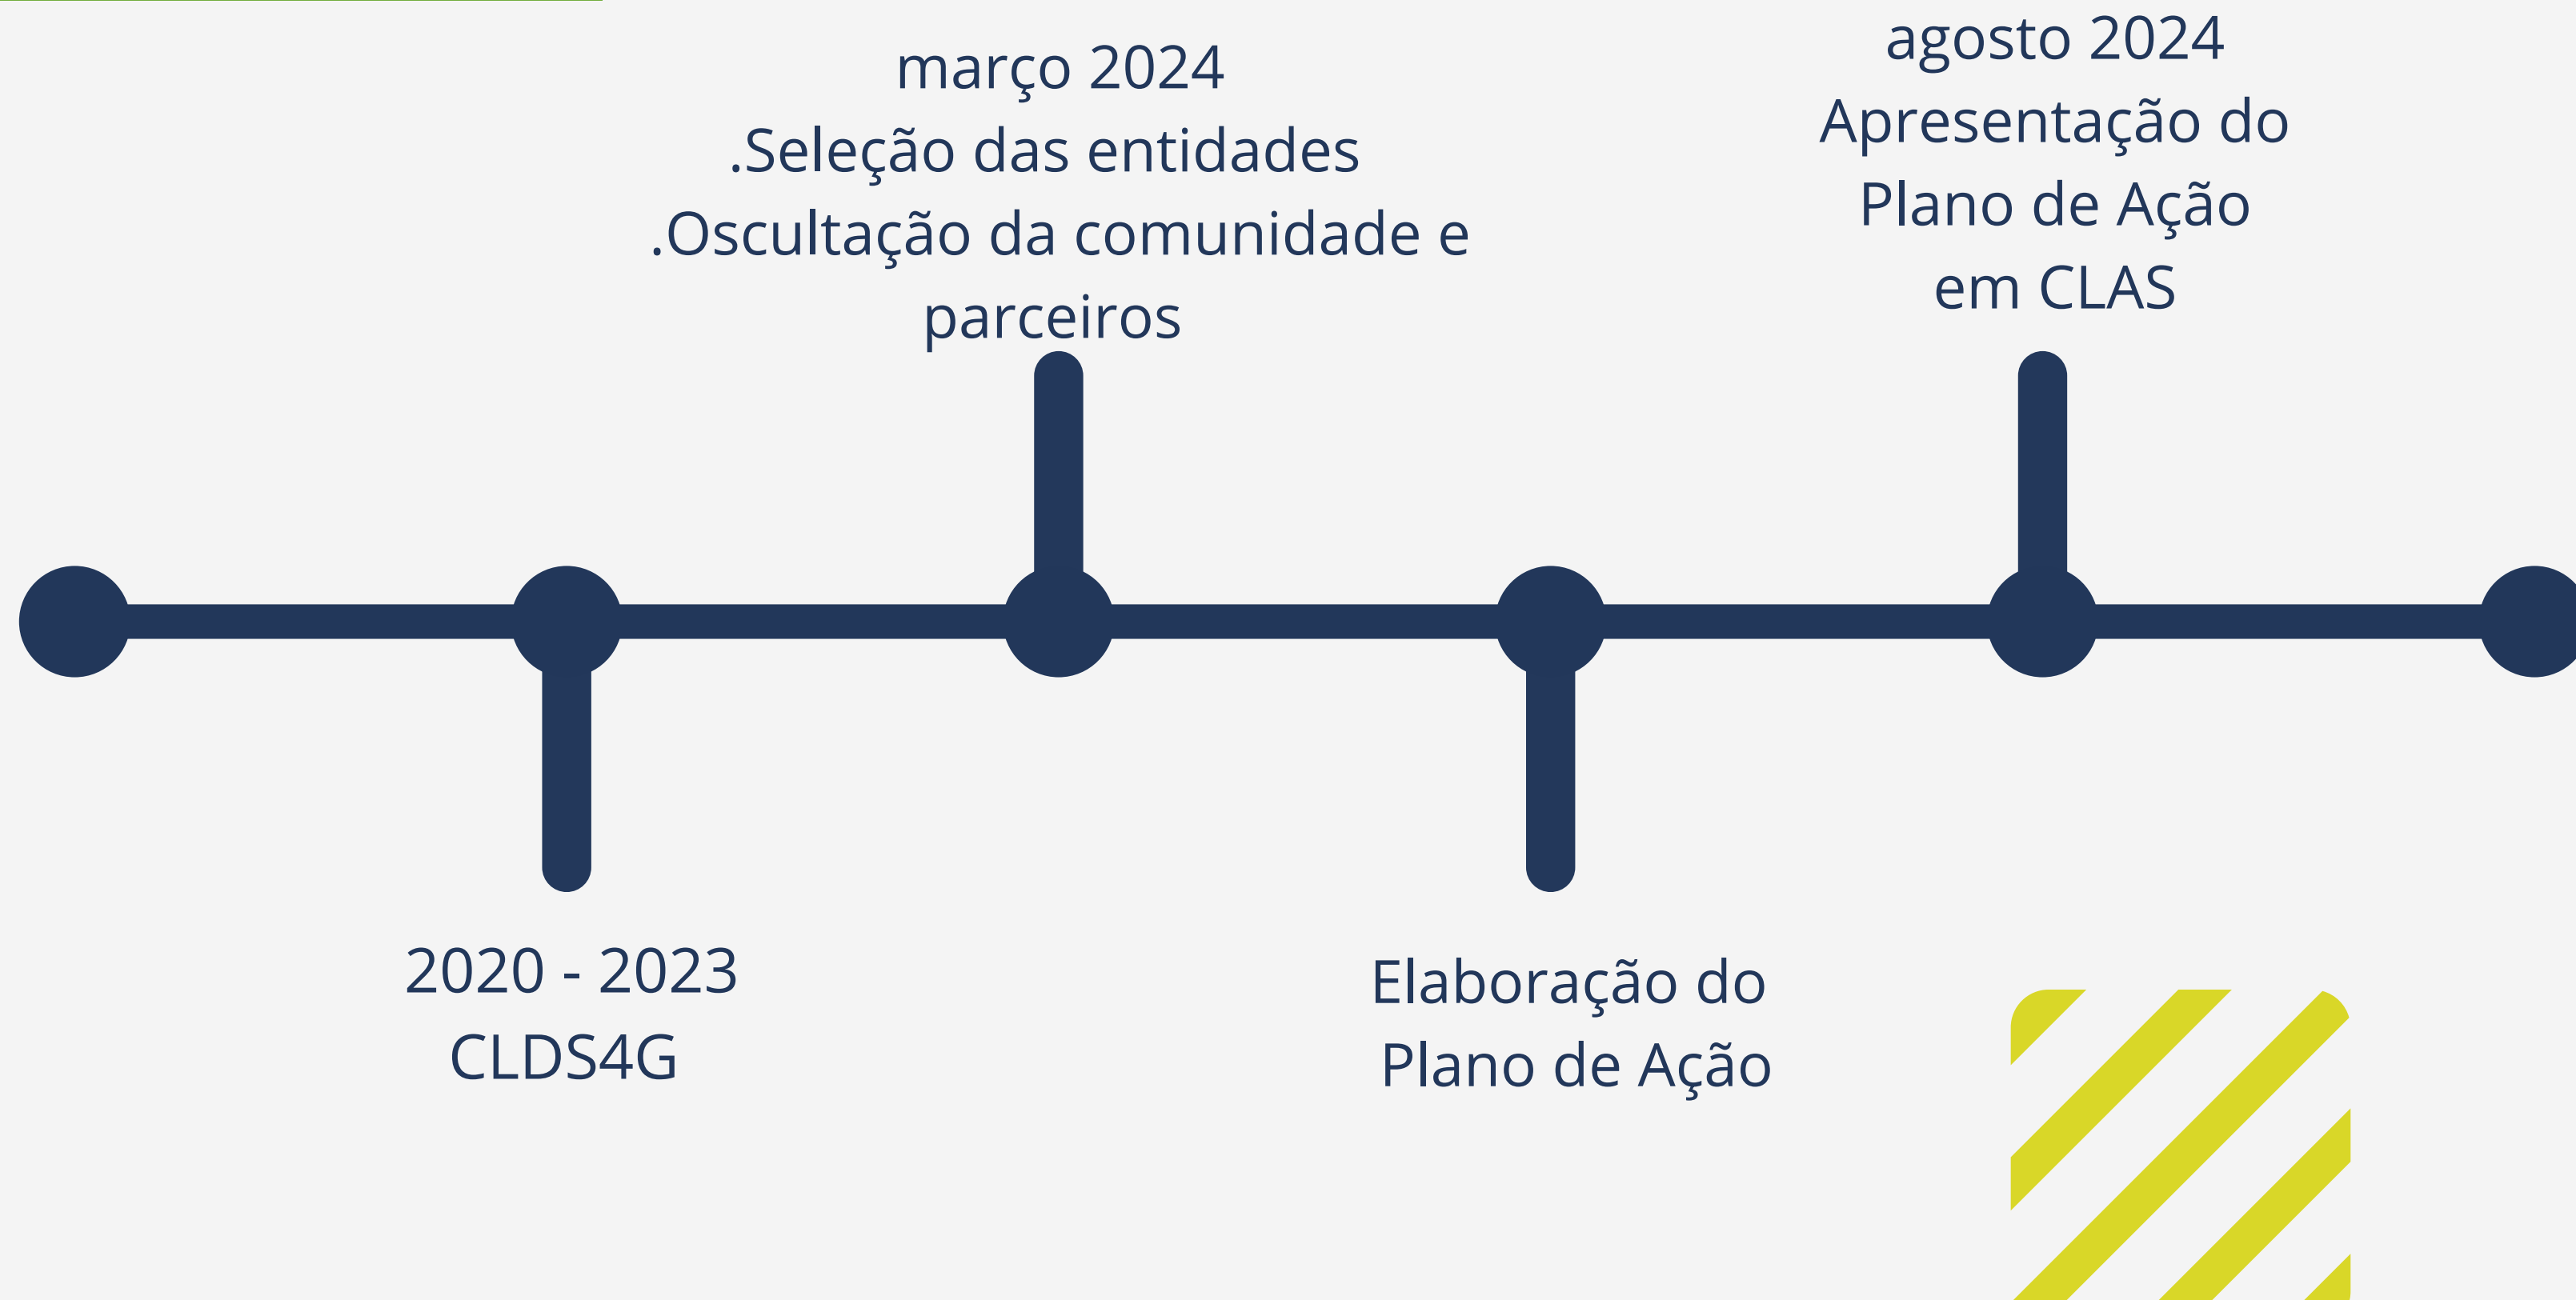 março 2024
.Seleção das entidades
.Oscultação da comunidade e
parceiros
agosto 2024
Apresentação do
Plano de Ação
em CLAS
2020 - 2023
CLDS4G
Elaboração do
Plano de Ação